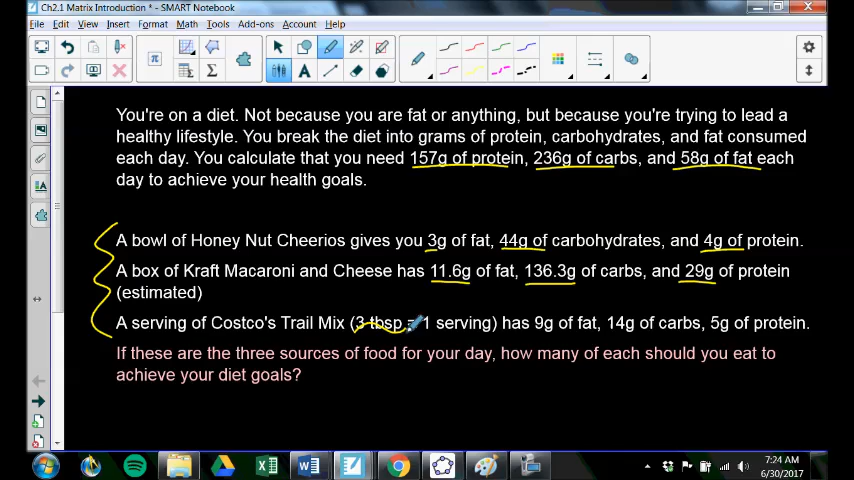 Ch2.1 Matrix Introduction * - SMART Notebook
File Edit View Insert Format Math Tools Add-ons Account Help
You're on a diet. Not because you are fat or anything, but because you're trying to lead a
healthy lifestyle. You break the diet into grams of protein, carbohydrates, and fat consumed
each day. You calculate that you need 157g of protein, 236g of carbs, and 58g of fat each
day to achieve your health goals.
A bowl of Honey Nut Cheerios gives you 3g of fat, 44g of carbohydrates, and 4g of protein.
A box of Kraft Macaroni and Cheese has 11.6g of fat, 136.3g of carbs, and 29g of protein
(estimated)
A serving of Costco's Trail Mix (3 tbsp = 1 serving) has 9g of fat, 14g of carbs, 5g of protein.
If these are the three sources of food for your day, how many of each should you eat to
achieve your diet goals?
7:24 AM
6/30/2017